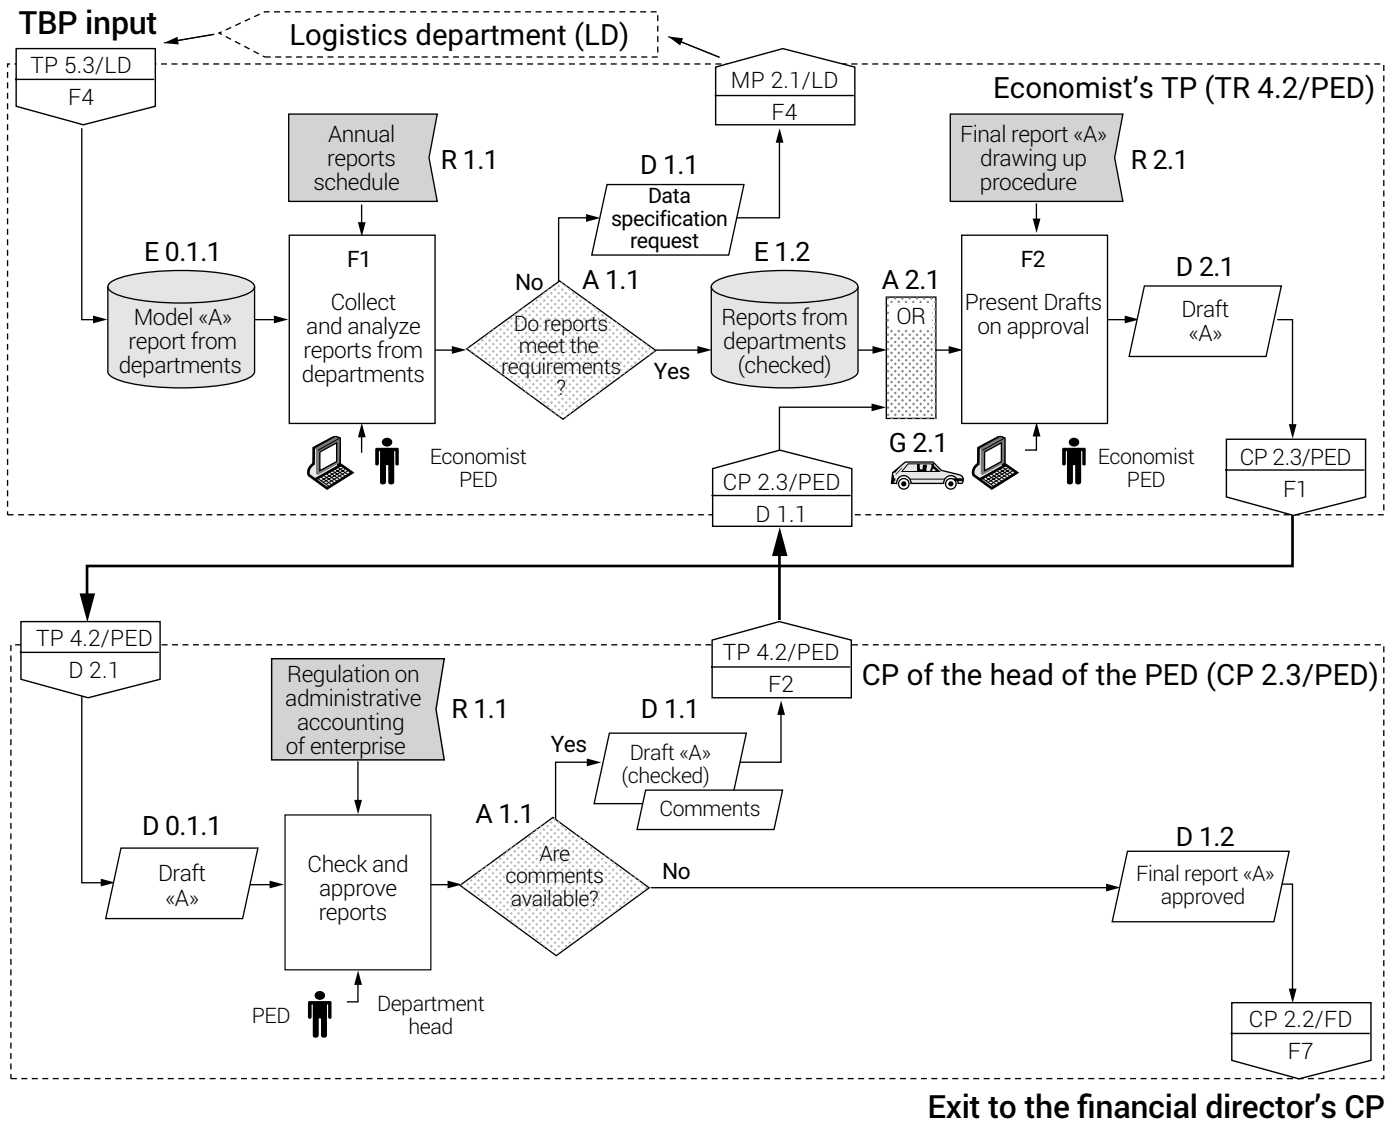 TBP input
Logistics department (LD)
TP 5.3/LD
F4
MP 2.1/LD
F4
Economist's TP (TR 4.2/PED)
Annual
reports
schedule
R 1.1
Final report «A»
drawing up
procedure
R 2.1
D 1.1
Data
specification
request
E 0.1.1
Model «A»
report from
departments
F1
Collect
and analyze
reports from
departments
No
A 1.1
Do reports
meet the
requirements
?
Yes
E 1.2
Reports from
departments
(checked)
A 2.1
OR
F2
Present Drafts
on approval
D 2.1
Draft
«A»
Economist
PED
G 2.1
Economist
PED
CP 2.3/PED
D 1.1
CP 2.3/PED
F1
TP 4.2/PED
D 2.1
TP 4.2/PED
F2
CP of the head of the PED (CP 2.3/PED)
Regulation on
administrative
accounting
of enterprise
R 1.1
D 1.1
Yes
Draft «A»
(checked)
Comments
D 0.1.1
Draft
«A»
Check and
approve
reports
A 1.1
Are
comments
available?
No
D 1.2
Final report «A»
approved
PED
Department
head
CP 2.2/FD
F7
Exit to the financial director's CP